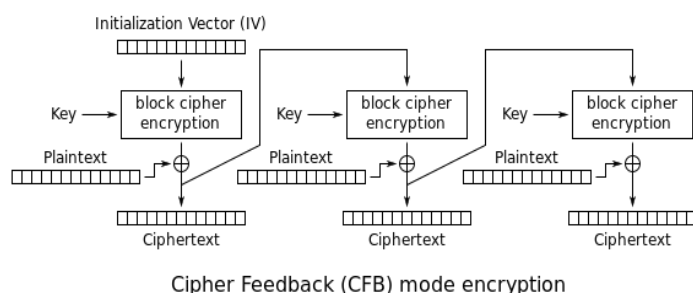 Initialization Vector (IV)
Key
block cipher
encryption
Key
block cipher
encryption
Key
block cipher
encryption
Plaintext
Plaintext
Plaintext
Ciphertext
Ciphertext
Ciphertext
Cipher Feedback (CFB) mode encryption